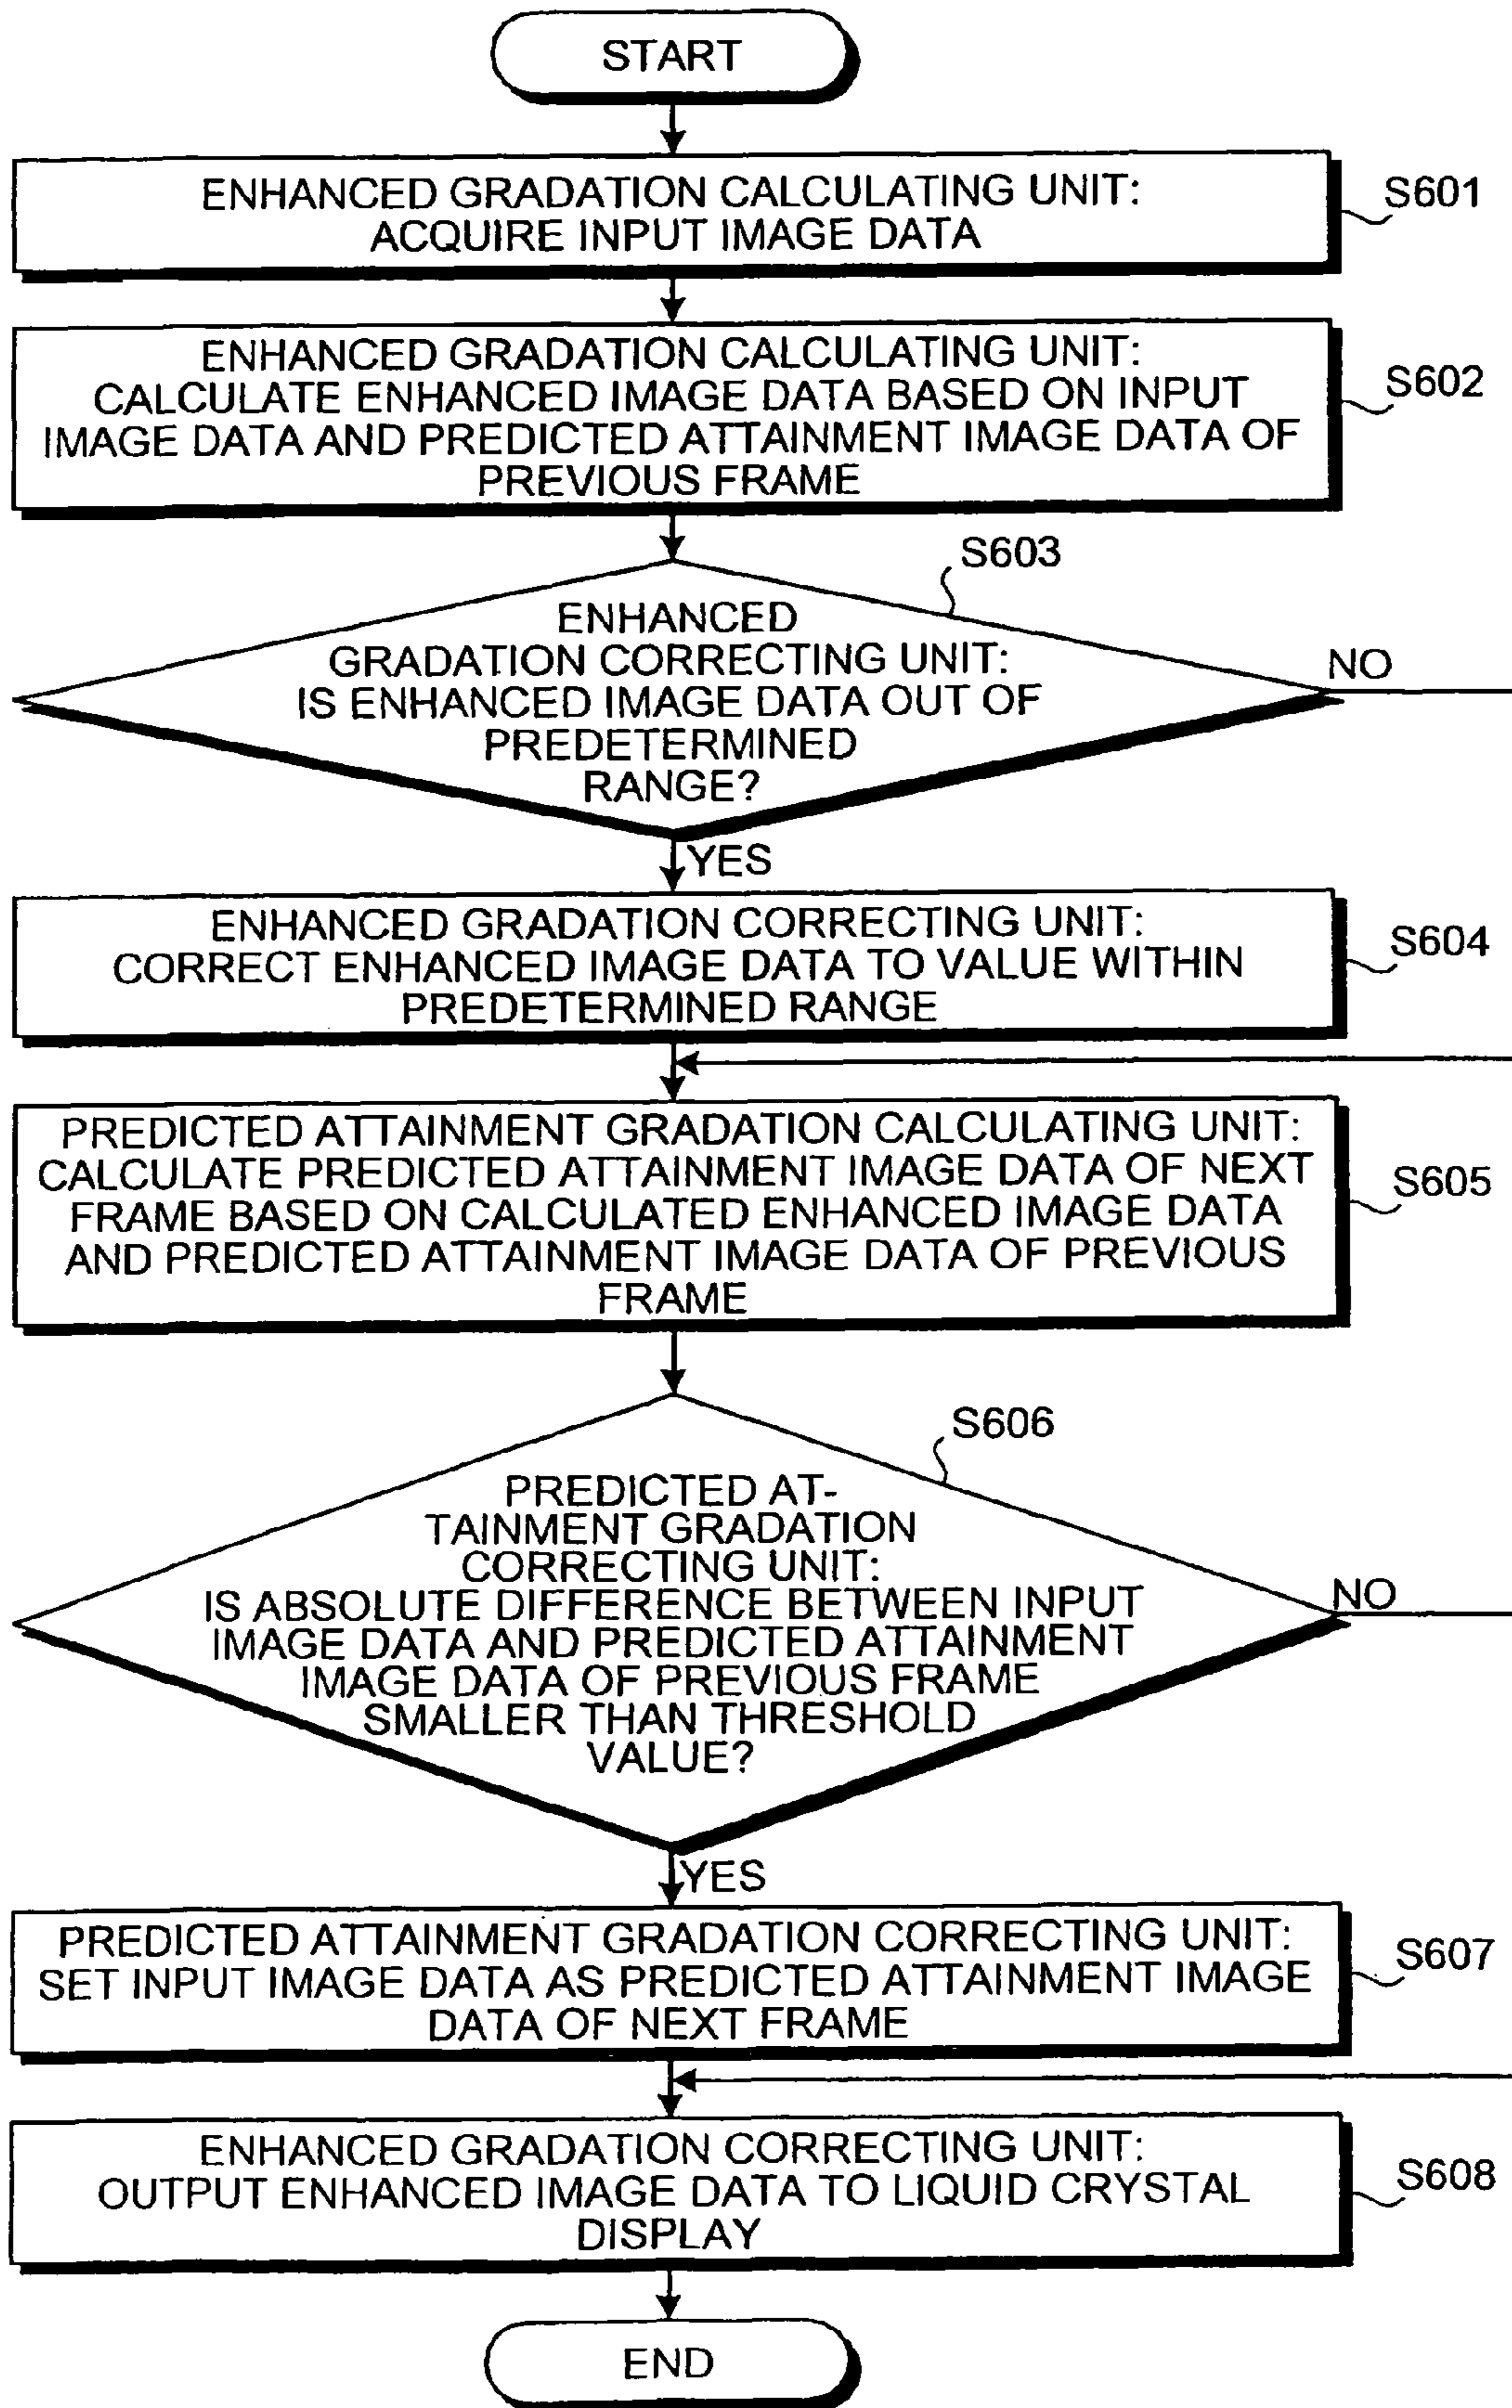 START
ENHANCED GRADATION CALCULATING UNIT:
ACQUIRE INPUT IMAGE DATA
S601
ENHANCED GRADATION CALCULATING UNIT:
CALCULATE ENHANCED IMAGE DATA BASED ON INPUT
IMAGE DATA AND PREDICTED ATTAINMENT IMAGE DATA OF
PREVIOUS FRAME
S602
S603
ENHANCED
GRADATION CORRECTING UNIT:
IS ENHANCED IMAGE DATA OUT OF
PREDETERMINED
RANGE?
NO
YES
ENHANCED GRADATION CORRECTING UNIT:
CORRECT ENHANCED IMAGE DATA TO VALUE WITHIN
PREDETERMINED RANGE
S604
PREDICTED ATTAINMENT GRADATION CALCULATING UNIT:
CALCULATE PREDICTED ATTAINMENT IMAGE DATA OF NEXT
FRAME BASED ON CALCULATED ENHANCED IMAGE DATA
AND PREDICTED ATTAINMENT IMAGE DATA OF PREVIOUS
FRAME
S605
S606
PREDICTED AT-
TAINMENT GRADATION
CORRECTING UNIT:
IS ABSOLUTE DIFFERENCE BETWEEN INPUT
IMAGE DATA AND PREDICTED ATTAINMENT
IMAGE DATA OF PREVIOUS FRAME
SMALLER THAN THRESHOLD
VALUE?
NO
YES
PREDICTED ATTAINMENT GRADATION CORRECTING UNIT:
SET INPUT IMAGE DATA AS PREDICTED ATTAINMENT IMAGE
DATA OF NEXT FRAME
S607
ENHANCED GRADATION CORRECTING UNIT:
OUTPUT ENHANCED IMAGE DATA TO LIQUID CRYSTAL
DISPLAY
S608
END